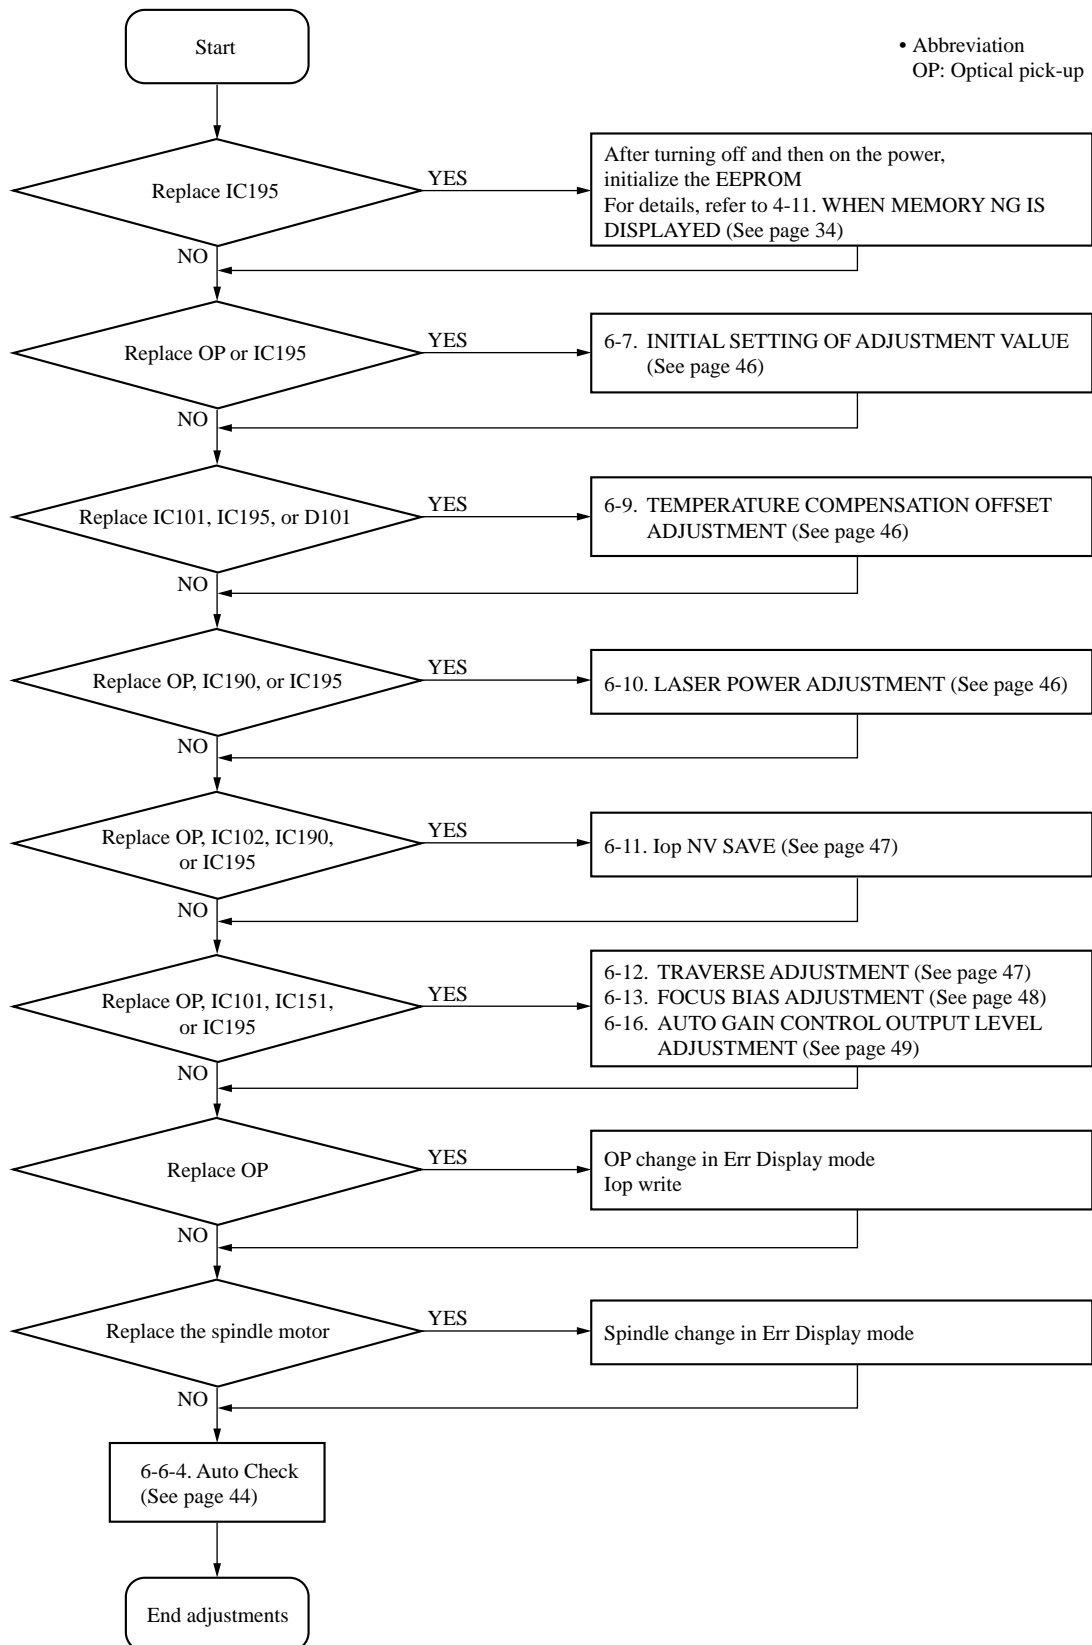 Start
• Abbreviation
OP: Optical pick-up
Replace IC195
YES
After turning off and then on the power,
initialize the EEPROM
For details, refer to 4-11. WHEN MEMORY NG IS
DISPLAYED (See page 34)
NO
Replace OP or IC195
YES
6-7. INITIAL SETTING OF ADJUSTMENT VALUE
(See page 46)
NO
Replace IC101, IC195, or D101
YES
6-9. TEMPERATURE COMPENSATION OFFSET
ADJUSTMENT (See page 46)
NO
Replace OP, IC190, or IC195
YES
6-10. LASER POWER ADJUSTMENT (See page 46)
NO
Replace OP, IC102, IC190,
or IC195
YES
6-11. Iop NV SAVE (See page 47)
NO
Replace OP, IC101, IC151,
or IC195
YES
6-12. TRAVERSE ADJUSTMENT (See page 47)
6-13. FOCUS BIAS ADJUSTMENT (See page 48)
6-16. AUTO GAIN CONTROL OUTPUT LEVEL
ADJUSTMENT (See page 49)
NO
Replace OP
YES
OP change in Err Display mode
Iop write
NO
Replace the spindle motor
YES
Spindle change in Err Display mode
NO
6-6-4. Auto Check
(See page 44)
End adjustments